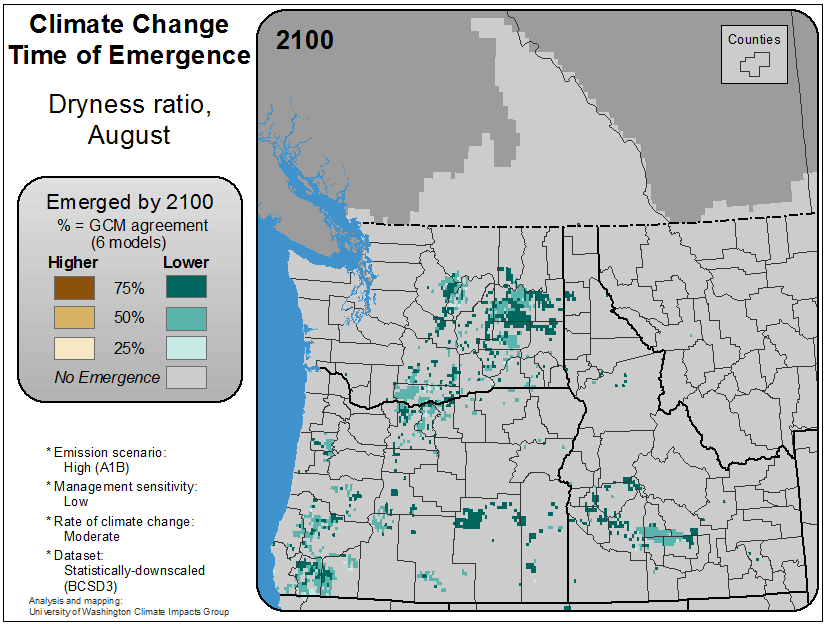 Climate Change
Time of Emergence
Dryness ratio,
August
Emerged by 2100
% = GCM agreement
(6 models)
Higher Lower
75%
50%
25%
No Emergence
* Emission scenario:
High (A1B)
* Management sensitivity:
Low
* Rate of climate change:
Moderate
* Dataset:
Statistically-downscaled
(BCSD3)
Analysis and mapping:
University of Washington Climate Impacts Group
2100
Counties